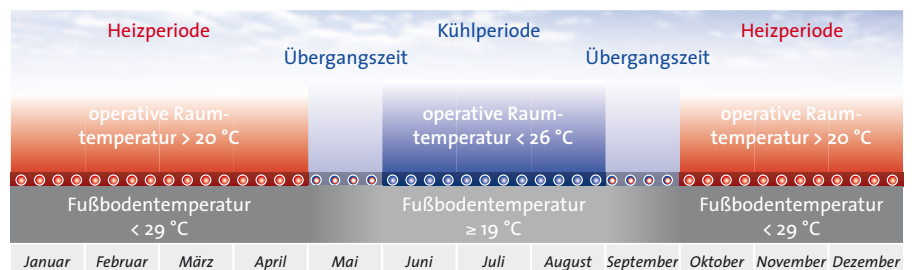 Heizperiode
Kühlperiode
Heizperiode
Übergangszeit
Übergangszeit
operative Raum-
temperatur > 20 °C
operative Raum-
temperatur < 26 °C
operative Raum-
temperatur > 20 °C
Fußbodentemperatur
< 29 °C
Fußbodentemperatur
≥ 19 °C
Fußbodentemperatur
< 29 °C
Januar Februar März April Mai Juni Juli August September Oktober November Dezember